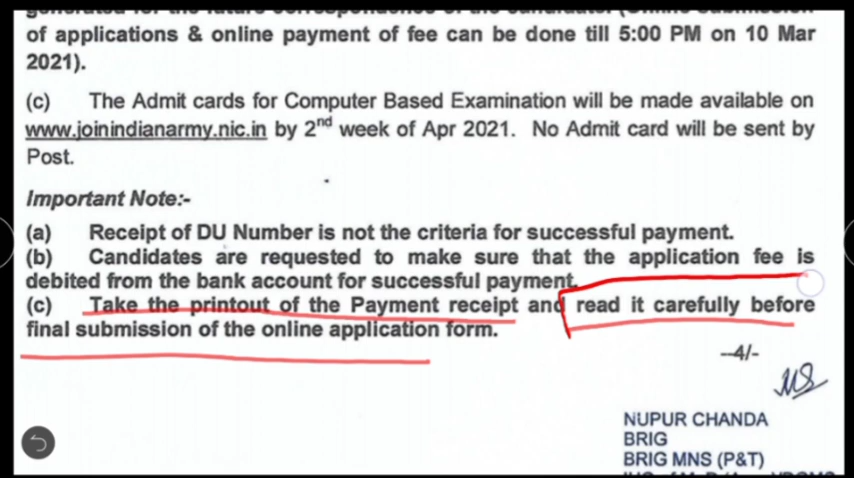 of applications & online payment of fee can be done till 5:00 PM on 10 Mar
2021).
(c) The Admit cards for Computer Based Examination will be made available on
www.joinindianarmy.nic.in by 2nd week of Apr 2021. No Admit card will be sent by
Post.
Important Note:-
(a) Receipt of DU Number is not the criteria for successful payment.
(b) Candidates are requested to make sure that the application fee is
debited from the bank account for successful payment.
(c) Take the printout of the Payment receipt and read it carefully before
final submission of the online application form.
--4/-
NUPUR CHANDA
BRIG
BRIG MNS (P&T)